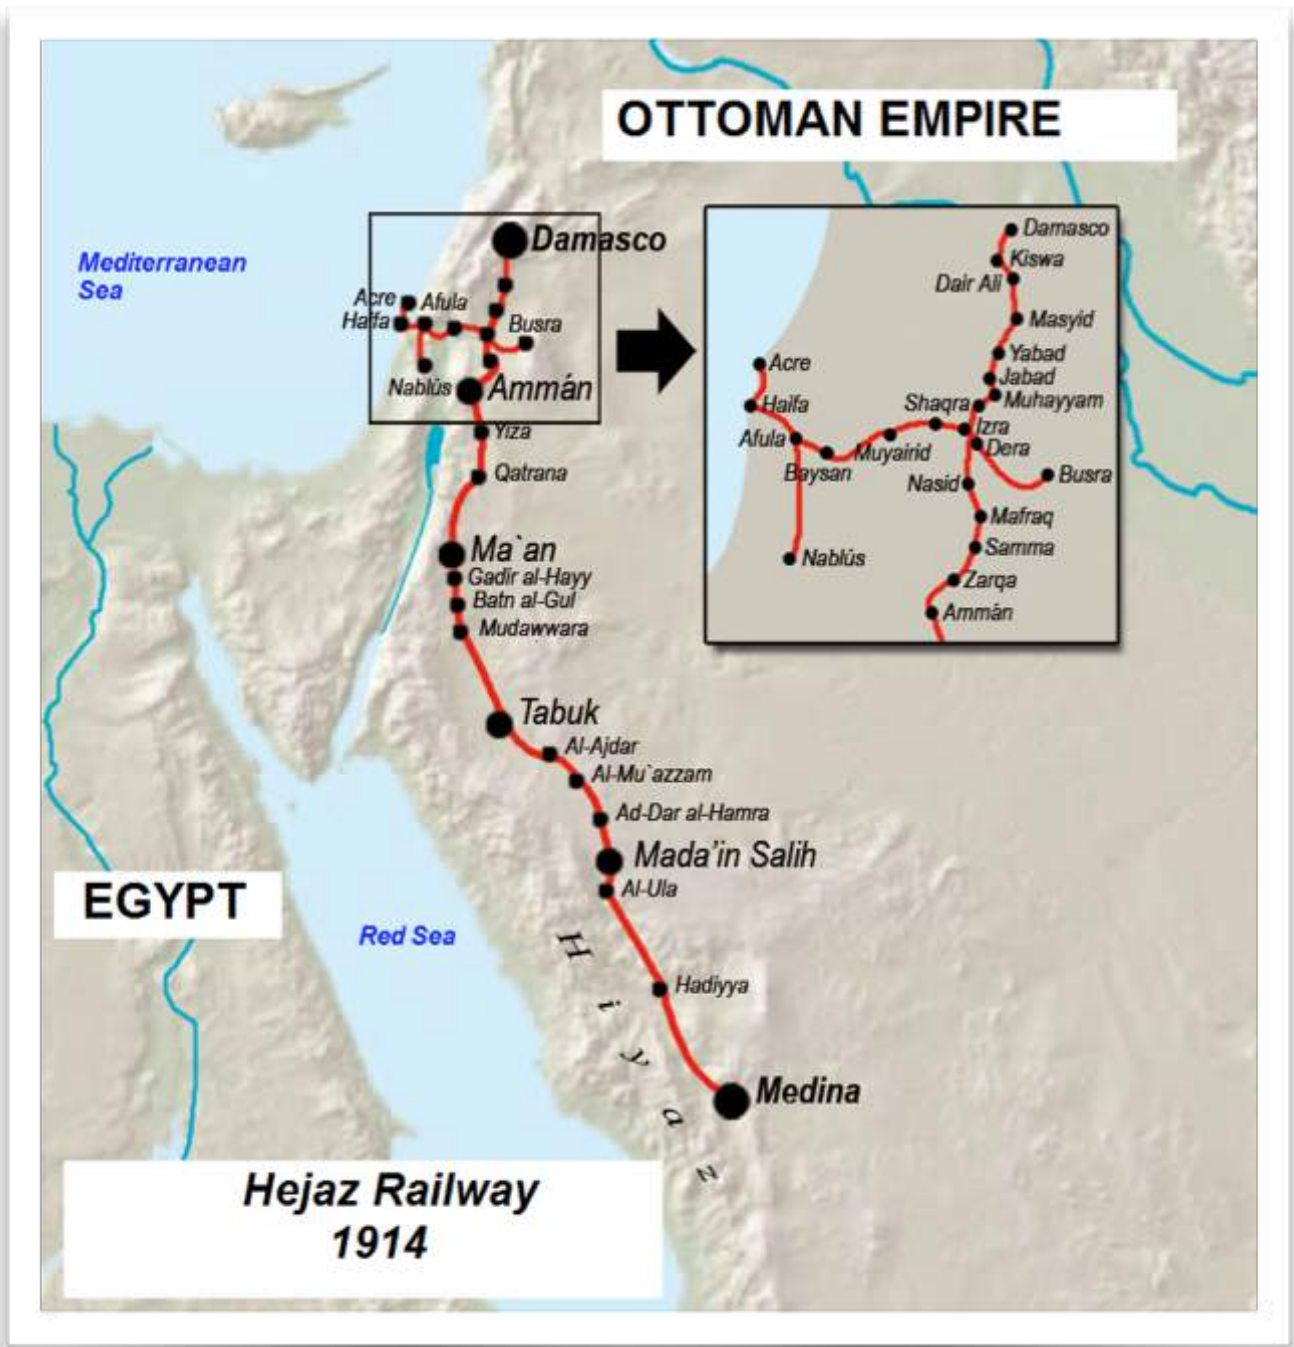 OTTOMAN EMPIRE
Mediterranean
Sea
Damasco
Acre
Afula
Haifa
Busra
Nablūs
Ammán
Yiza
Qatrana
Ma`an
Gadir al-Hayy
Batn al-Gul
Mudawwara
Tabuk
Al-Ajdar
Al-Mu`azzam
Ad-Dar al-Hamra
Mada'in Salih
Al-Ula
Hadiyya
Medina
Hiyaz
EGYPT
Red Sea
Hejaz Railway
1914
Damasco
Kiswa
Dair Ali
Masyid
Yabad
Jabad
Muhayyam
Shaqra
Izra
Dera
Acre
Haifa
Afula
Baysan
Muyairid
Nasid
Busra
Mafraq
Samma
Nablūs
Zarqa
Ammán